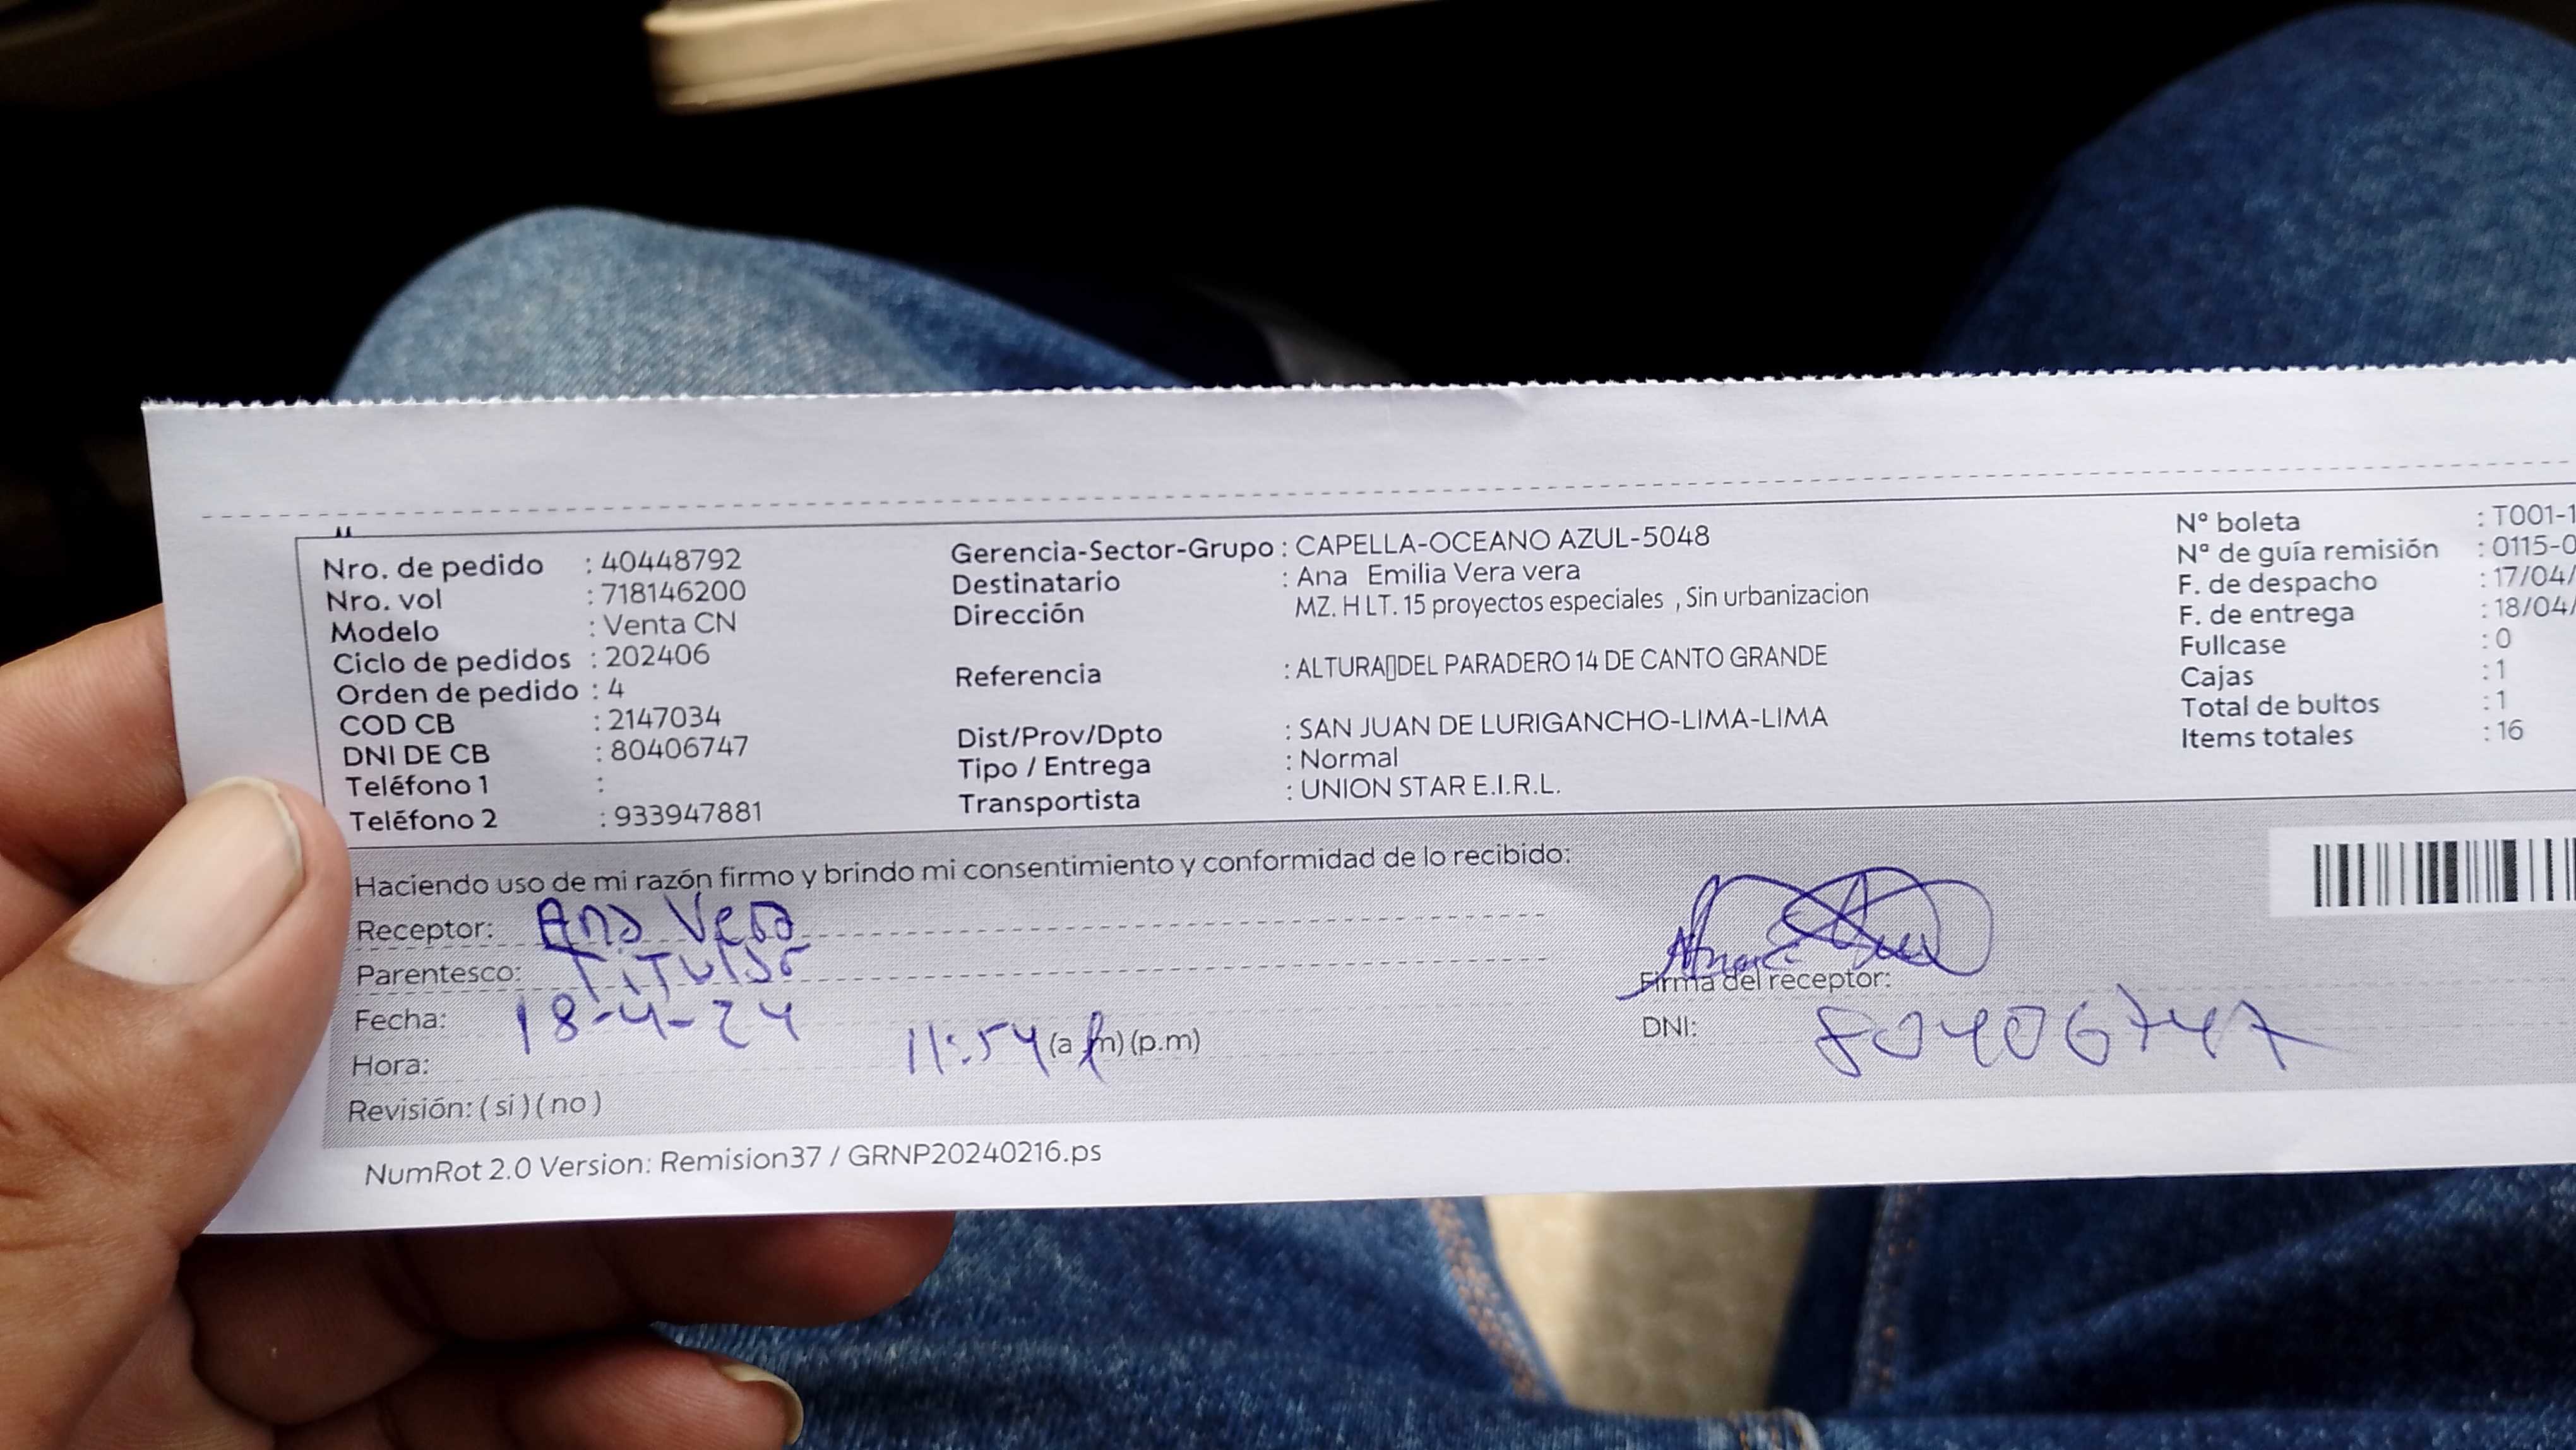 Nro. de pedido : 40448792
Nro. vol : 718146200
Modelo : Venta CN
Ciclo de pedidos : 202406
Orden de pedido : 4
COD CB : 2147034
DNI DE CB : 80406747
Teléfono 1 :
Teléfono 2 : 933947881
Gerencia-Sector-Grupo : CAPELLA-OCEANO AZUL-5048
Destinatario : Ana Emilia Vera vera
Dirección MZ. H LT. 15 proyectos especiales , Sin urbanizacion
Referencia : ALTURA▯DEL PARADERO 14 DE CANTO GRANDE
Dist/Prov/Dpto : SAN JUAN DE LURIGANCHO-LIMA-LIMA
Tipo / Entrega : Normal
Transportista : UNION STAR E.I.R.L.
Nº boleta : T001-1
Nº de guía remisión : 0115-0
F. de despacho : 17/04/
F. de entrega : 18/04/
Fullcase : 0
Cajas : 1
Total de bultos : 1
Items totales : 16
Haciendo uso de mi razón firmo y brindo mi consentimiento y conformidad de lo recibido:
Receptor: Ana Vera
Parentesco: TiTular
Fecha: 18-4-24
Hora: 11:54 (a.m) (p.m)
Revisión: ( si ) ( no )
Firma del receptor:
DNI: 80406747
NumRot 2.0 Version: Remision37 / GRNP20240216.ps